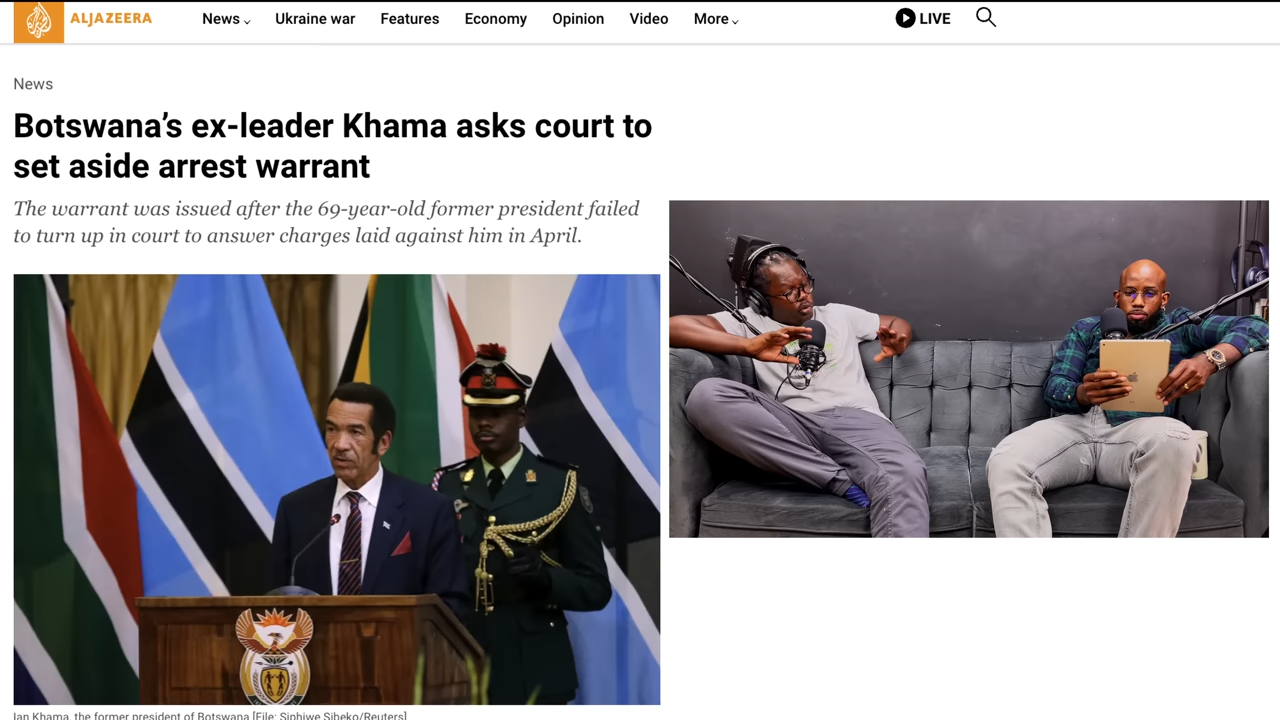 ALJAZEERA
News
Ukraine war
Features
Economy
Opinion
Video
More
LIVE
News
Botswana’s ex-leader Khama asks court to
set aside arrest warrant
The warrant was issued after the 69-year-old former president failed
to turn up in court to answer charges laid against him in April.
Ian Khama, the former president of Botswana [File: Siphiwe Sibeko/Reuters]